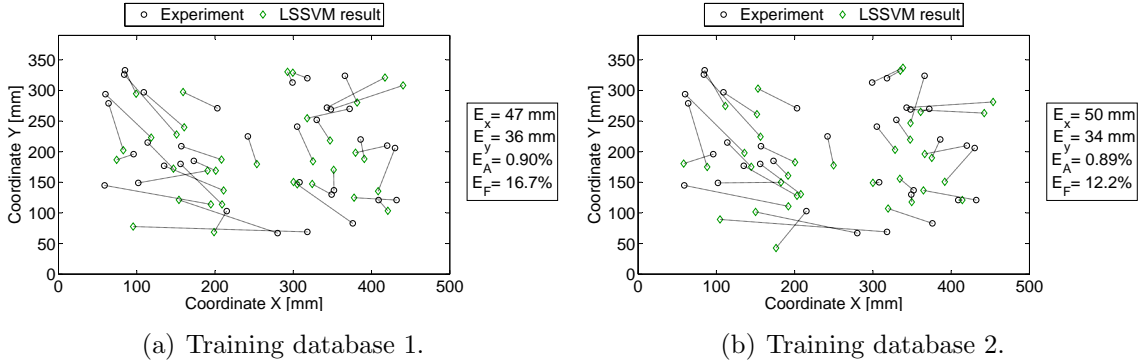 Experiment LSSVM result
Coordinate Y [mm]
350
300
250
200
150
100
50
0
0 100 200 300 400 500
Coordinate X [mm]
E_x = 47 mm
E_y = 36 mm
E_A = 0.90%
E_F = 16.7%
(a) Training database 1.
Experiment LSSVM result
Coordinate Y [mm]
350
300
250
200
150
100
50
0
0 100 200 300 400 500
Coordinate X [mm]
E_x = 50 mm
E_y = 34 mm
E_A = 0.89%
E_F = 12.2%
(b) Training database 2.